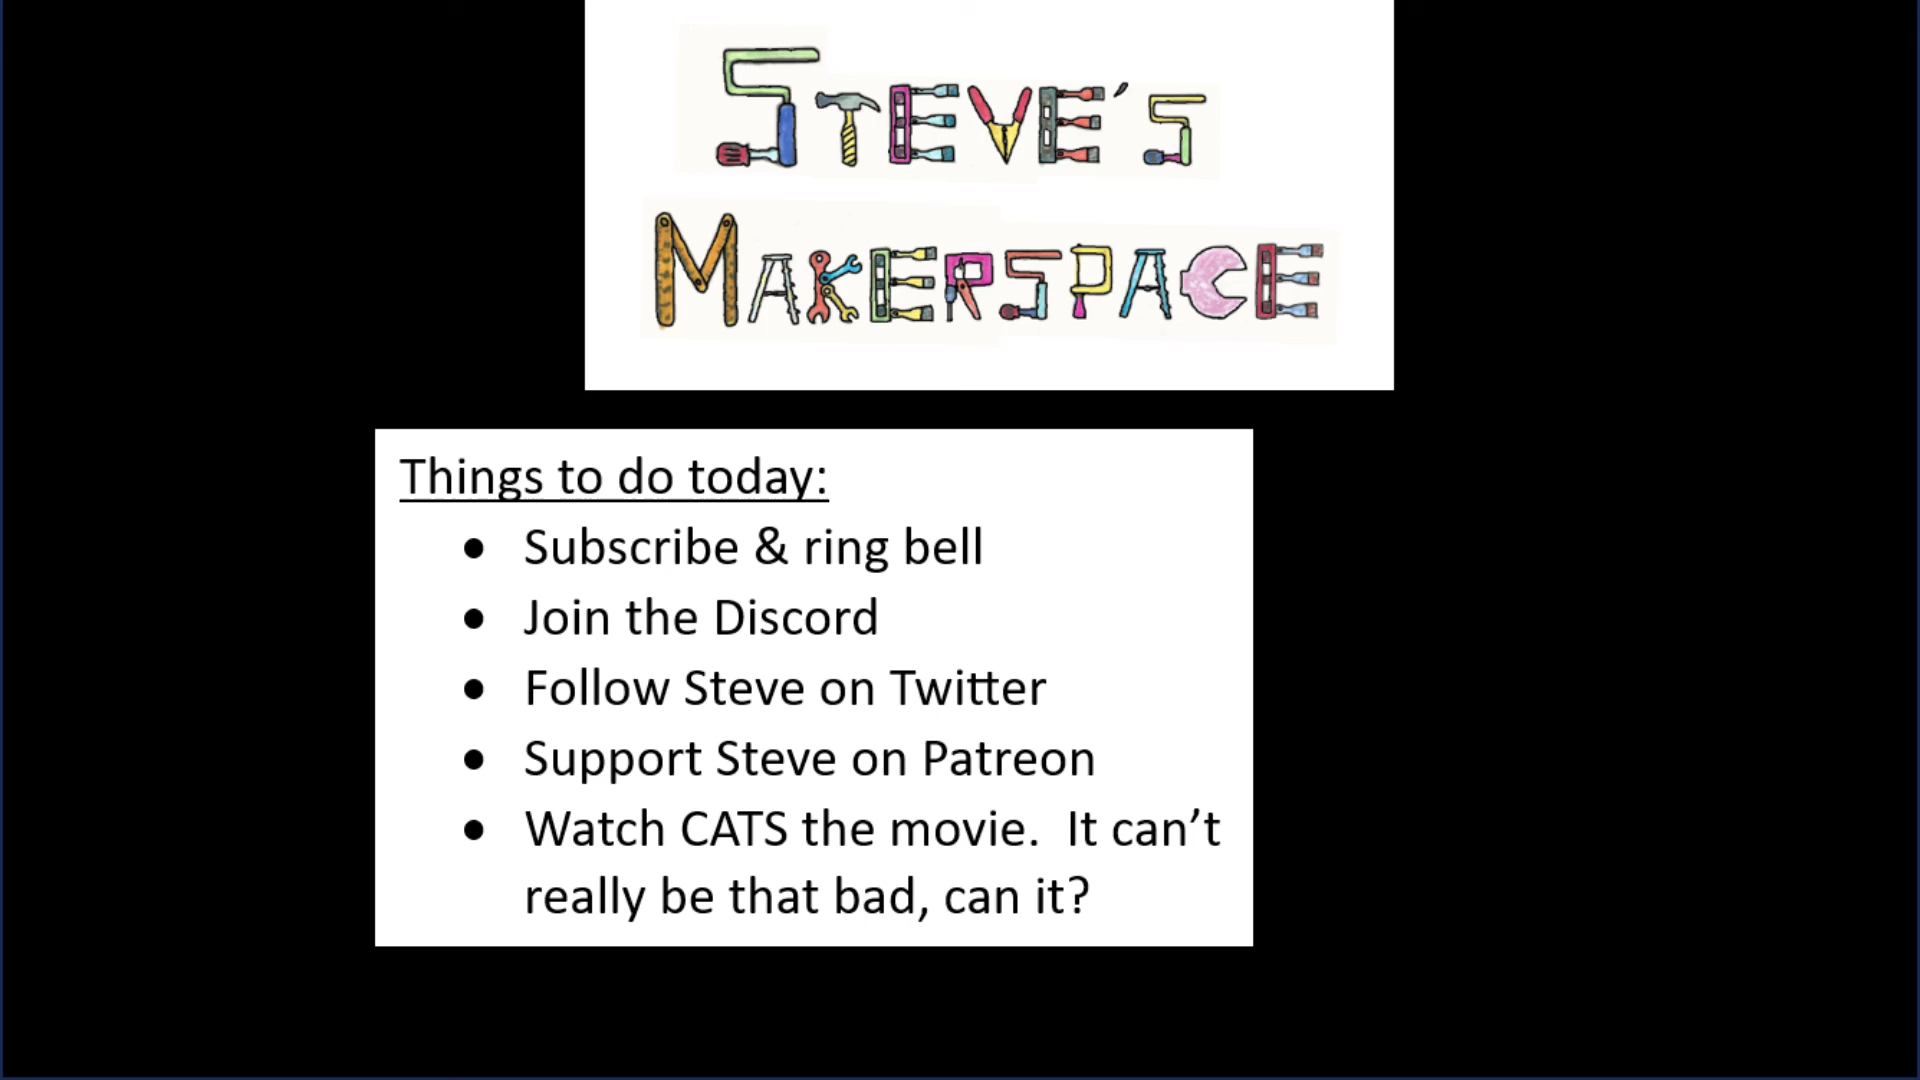 STEVE'S
MAKERSPACE
Things to do today:
• Subscribe & ring bell
• Join the Discord
• Follow Steve on Twitter
• Support Steve on Patreon
• Watch CATS the movie.  It can’t
really be that bad, can it?